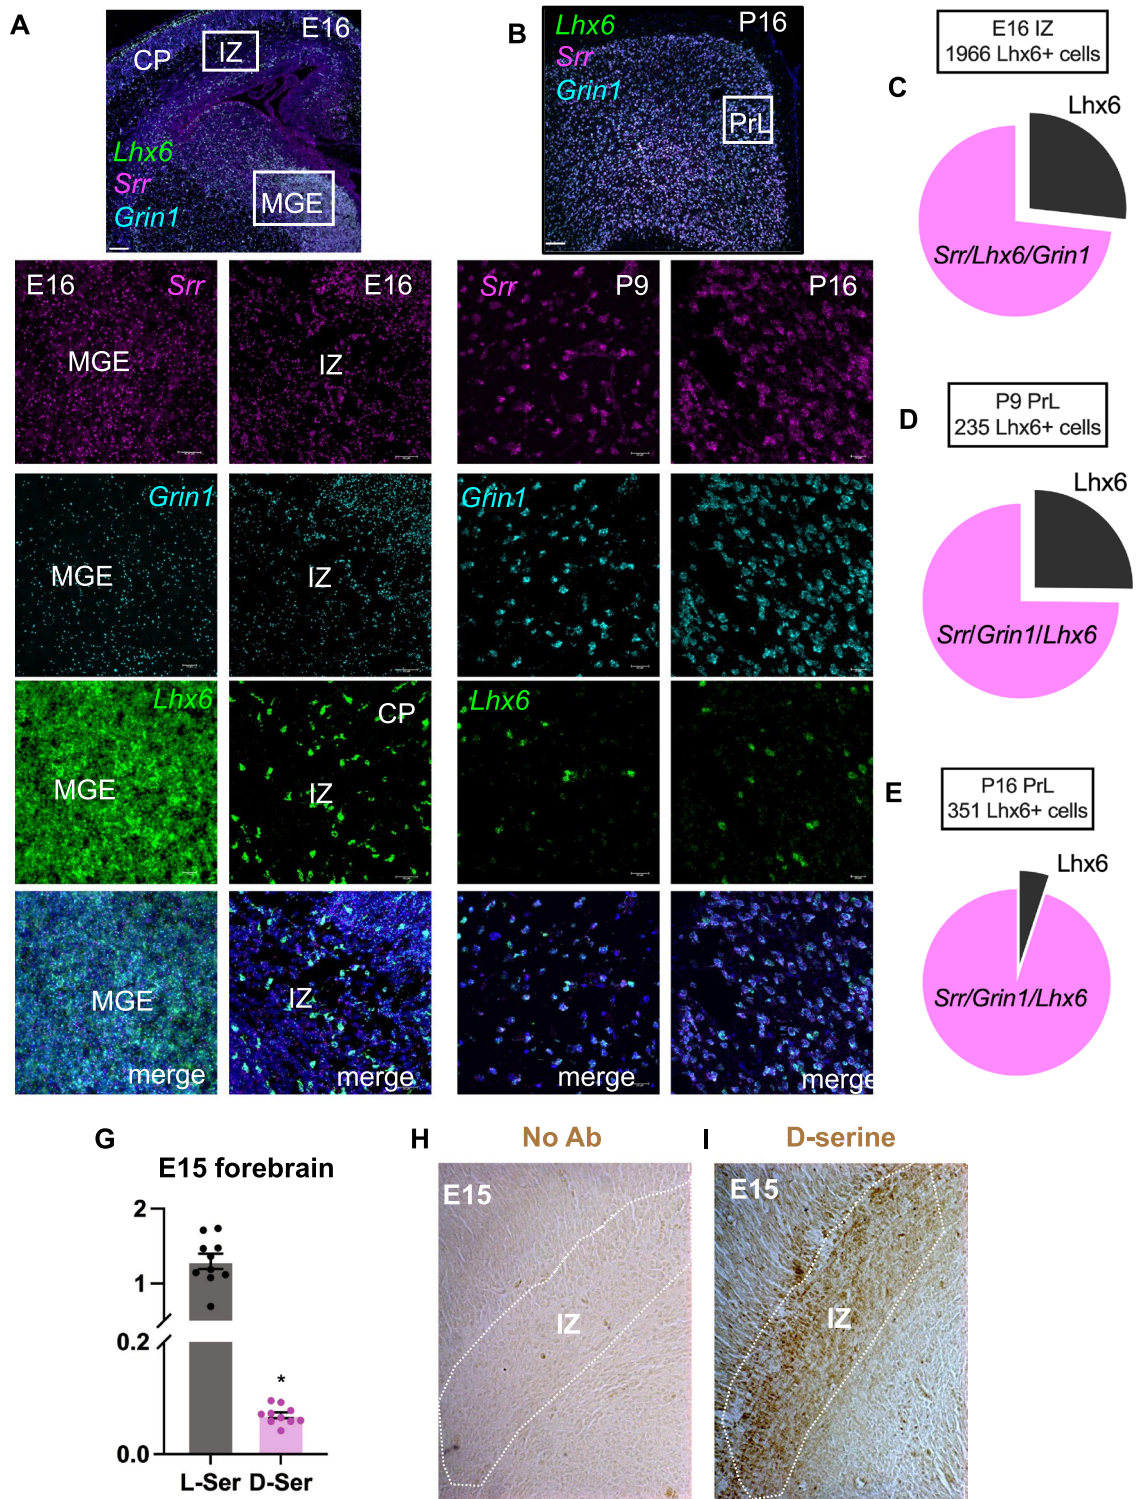 A
E16
CP
IZ
Lhx6
Srr
Grin1
MGE
B
Lhx6
Srr
Grin1
P16
PrL
C
E16 IZ
1966 Lhx6+ cells
Lhx6
Srr/Lhx6/Grin1
E16
Srr
MGE
E16
IZ
Srr
P9
P16
D
P9 PrL
235 Lhx6+ cells
Lhx6
Srr/Grin1/Lhx6
Grin1
MGE
IZ
Grin1
Lhx6
MGE
CP
IZ
Lhx6
E
P16 PrL
351 Lhx6+ cells
Lhx6
Srr/Grin1/Lhx6
MGE
merge
IZ
merge
merge
merge
G
E15 forebrain
2
1
0.2
0.0
*
L-Ser D-Ser
H
No Ab
E15
IZ
I
D-serine
E15
IZ